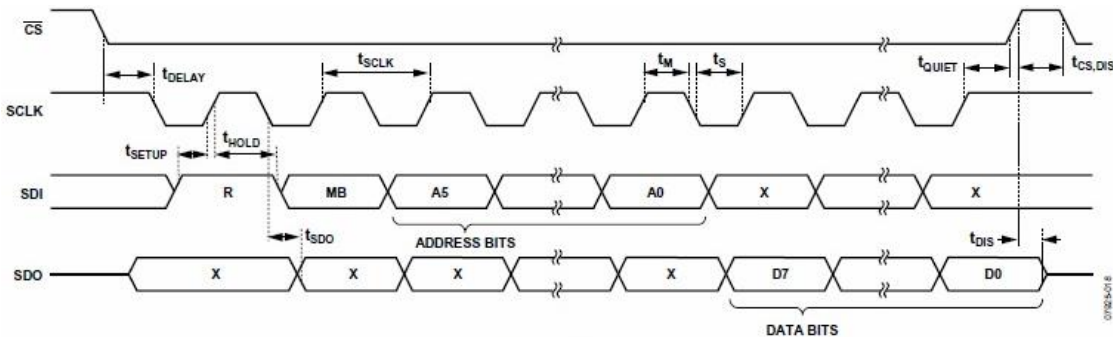 CS
tDELAY
tSCLK
tM
tS
tQUIET
tCS,DIS
SCLK
tSETUP
tHOLD
SDI
R
MB
A5
A0
X
X
tSDO
ADDRESS BITS
tDIS
SDO
X
X
X
X
D7
D0
DATA BITS
07925-018